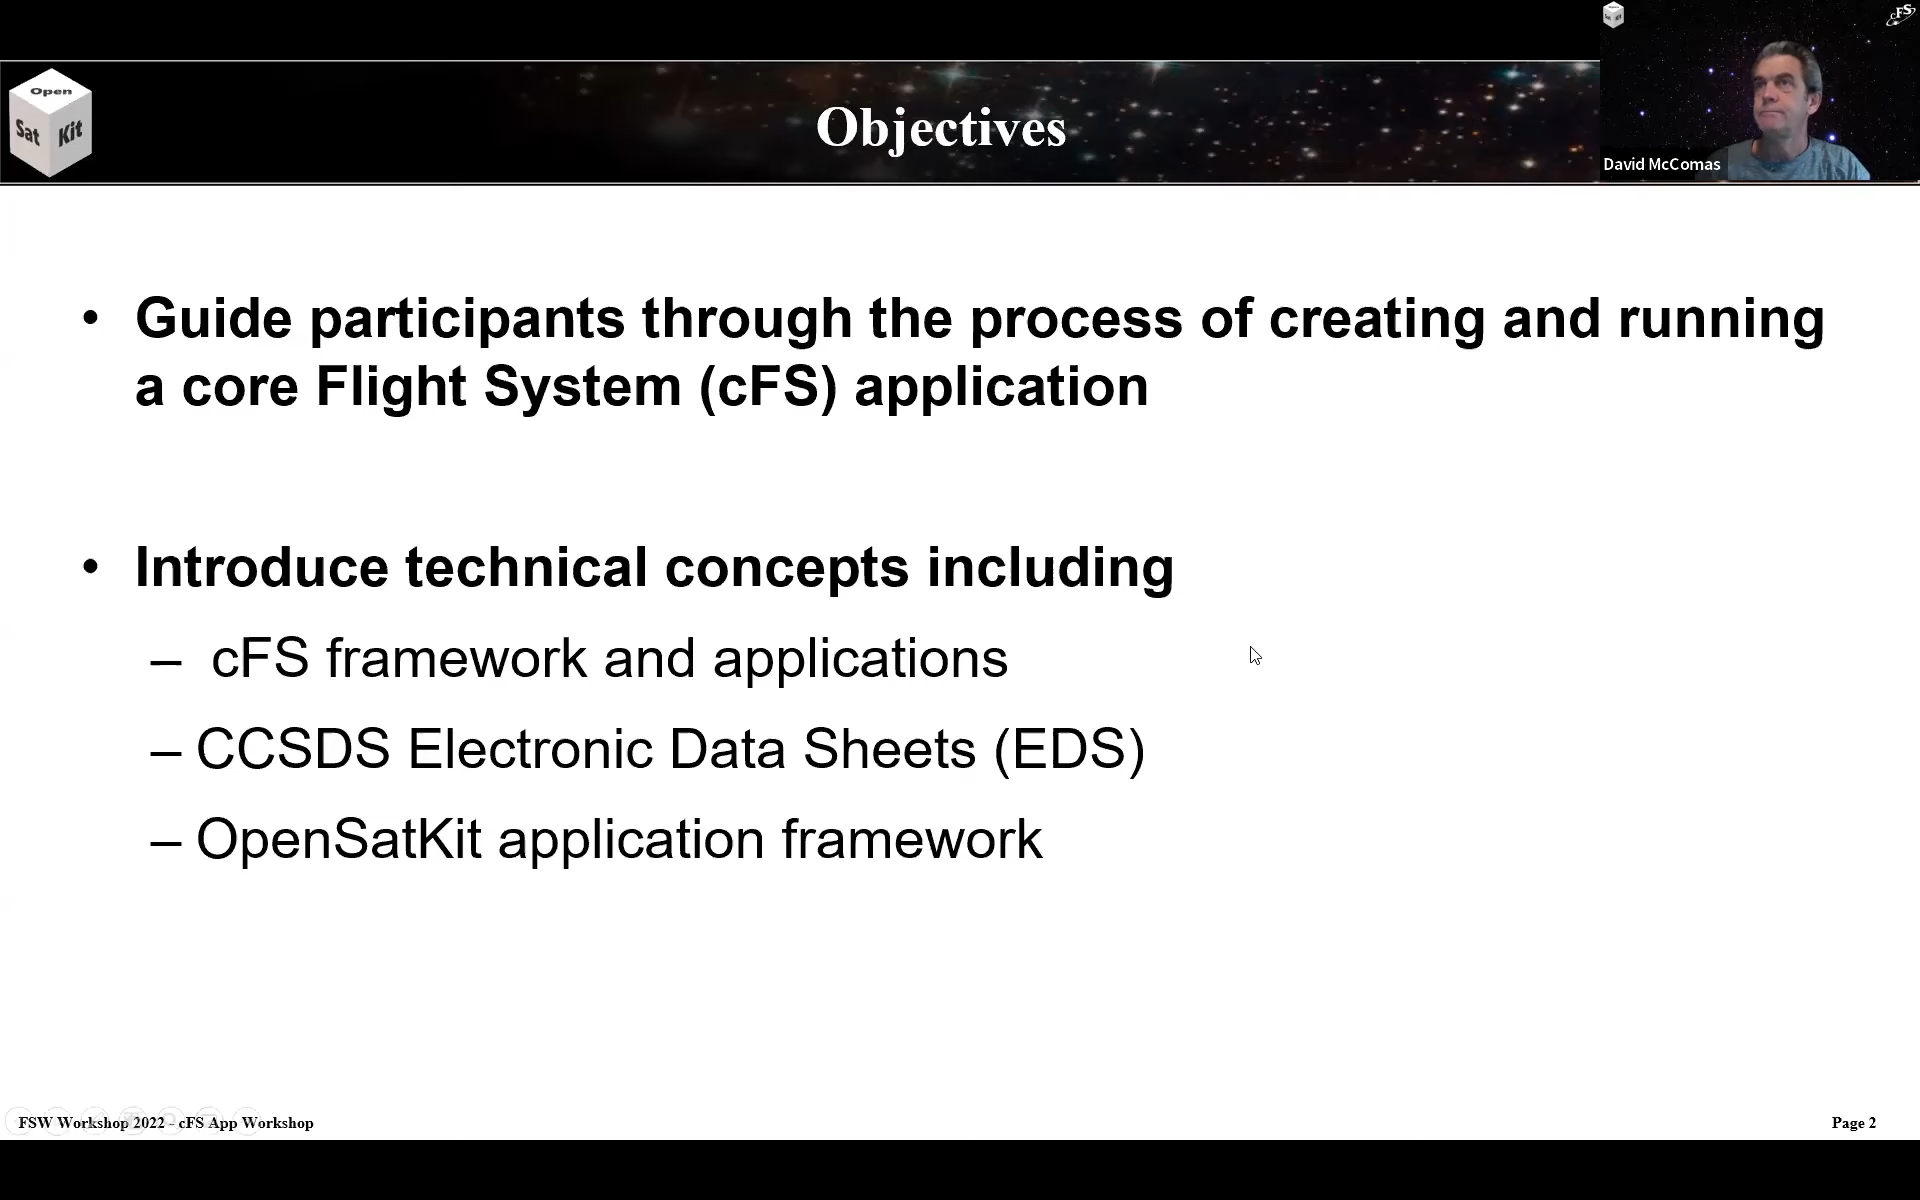 Open
Sat Kit
Objectives
cFS
David McComas
• Guide participants through the process of creating and running
a core Flight System (cFS) application
• Introduce technical concepts including
– cFS framework and applications
– CCSDS Electronic Data Sheets (EDS)
– OpenSatKit application framework
FSW Workshop 2022 - cFS App Workshop
Page 2